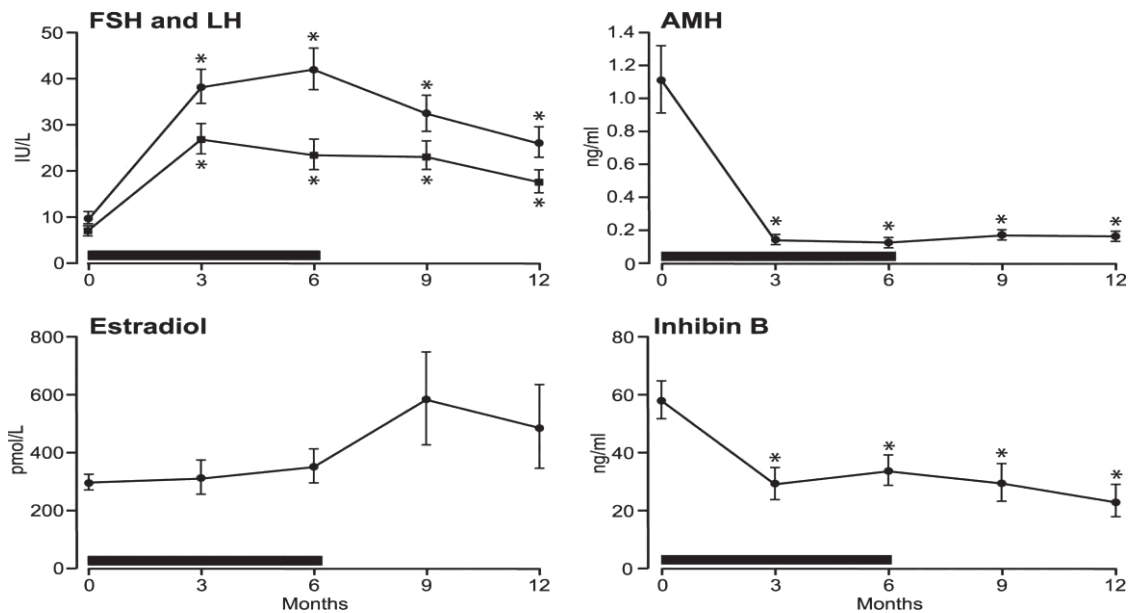 FSH and LH
50
40
30
20
10
0
IU/L
* * * *
* * * *
0 3 6 9 12
AMH
1.4
1.2
1.0
0.8
0.6
0.4
0.2
0
ng/ml
* * * *
0 3 6 9 12
Estradiol
800
600
400
200
0
pmol/L
0 3 6 9 12
Months
Inhibin B
80
60
40
20
0
ng/ml
* * * *
0 3 6 9 12
Months